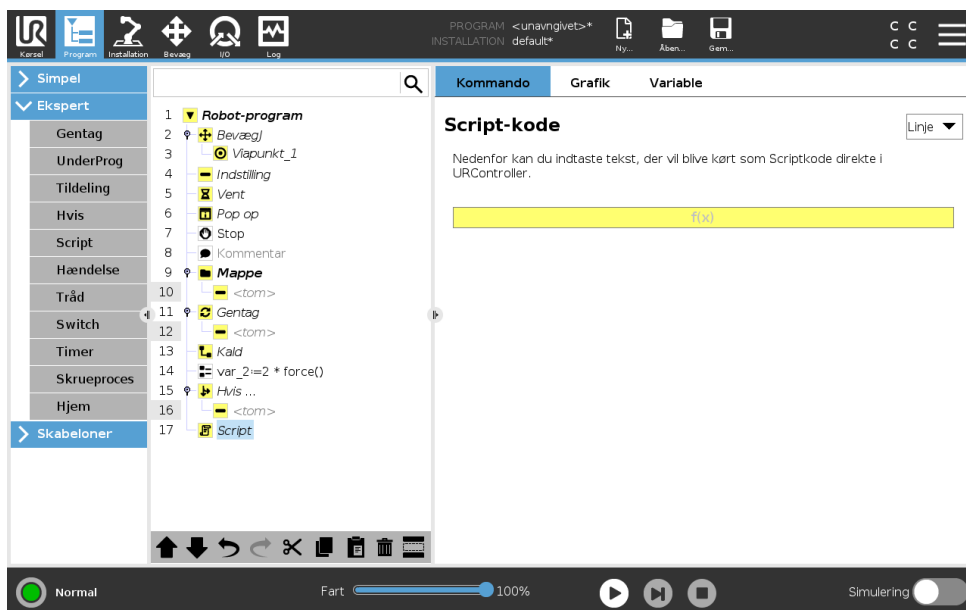 UR
PROGRAM <unavngivet>*
INSTALLATION default*
Kørsel Program Installation Bevæg I/O Log
Ny... Åben... Gem...
C C
C C
Simpel
Ekspert
Gentag
UnderProg
Tildeling
Hvis
Script
Hændelse
Tråd
Switch
Timer
Skrueproces
Hjem
Skabeloner
1 Robot-program
2 BevægJ
3 Viapunkt_1
4 Indstilling
5 Vent
6 Pop op
7 Stop
8 Kommentar
9 Mappe
10 <tom>
11 Gentag
12 <tom>
13 Kald
14 var_2:=2 * force()
15 Hvis ...
16 <tom>
17 Script
Kommando Grafik Variable
Script-kode
Linje
Nedenfor kan du indtaste tekst, der vil blive kørt som Scriptkode direkte i
URController.
f(x)
Normal
Fart 100%
Simulering